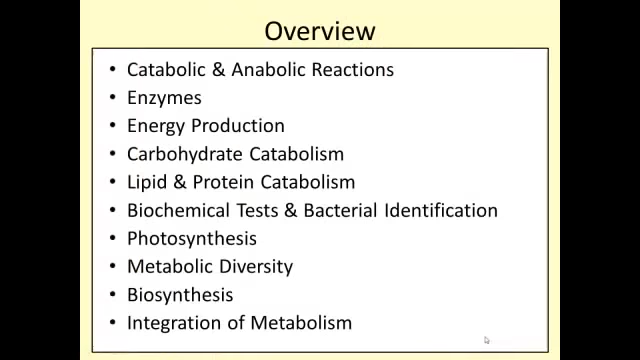 Overview
• Catabolic & Anabolic Reactions
• Enzymes
• Energy Production
• Carbohydrate Catabolism
• Lipid & Protein Catabolism
• Biochemical Tests & Bacterial Identification
• Photosynthesis
• Metabolic Diversity
• Biosynthesis
• Integration of Metabolism